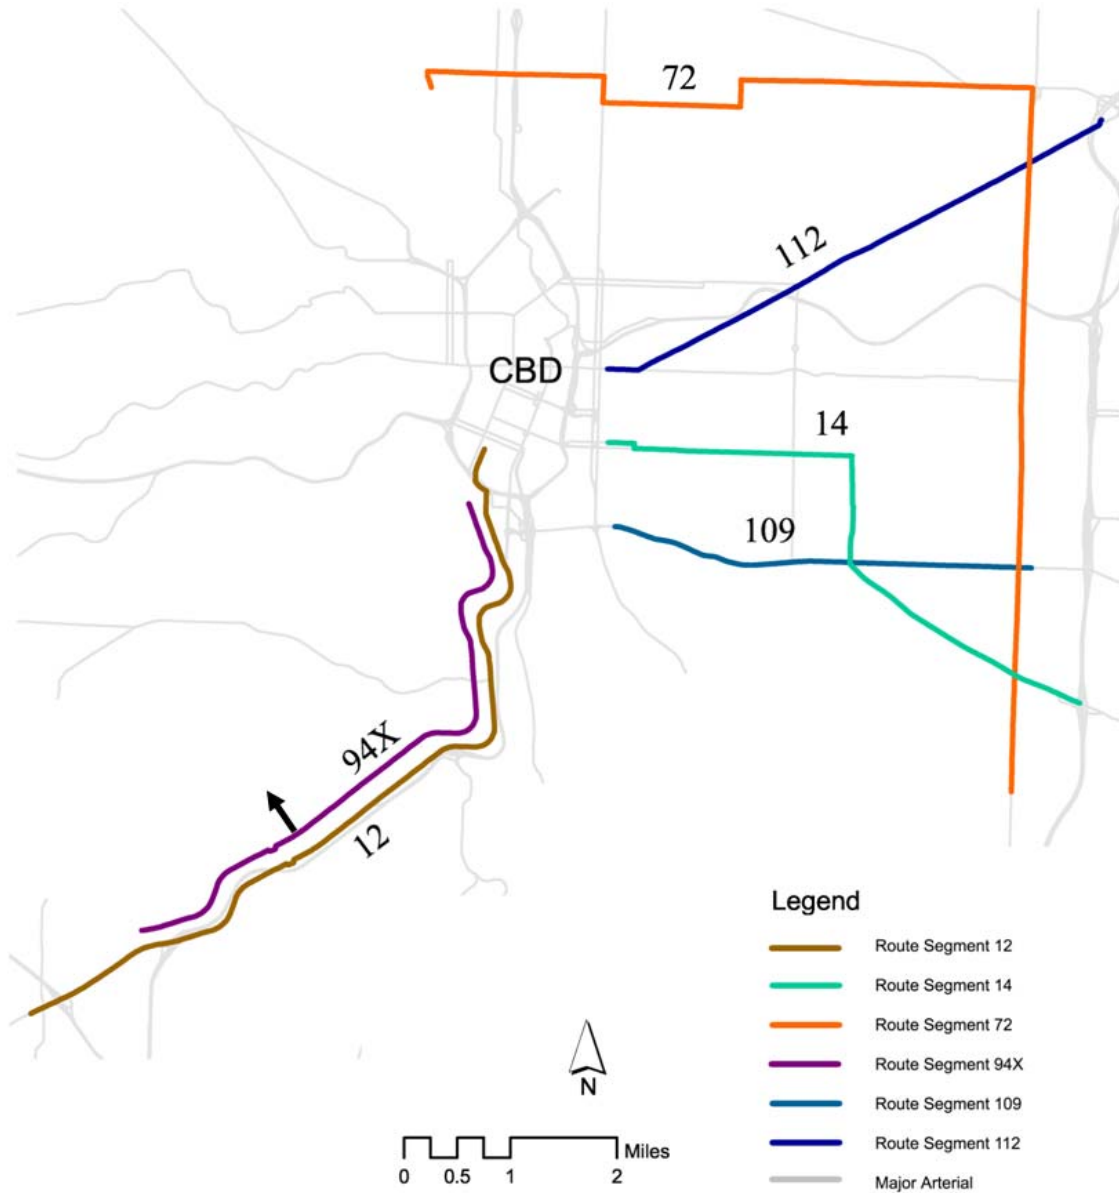 72
112
CBD
14
109
94X
12
Legend
Route Segment 12
Route Segment 14
Route Segment 72
Route Segment 94X
Route Segment 109
Route Segment 112
Major Arterial
N
Miles
0 0.5 1 2